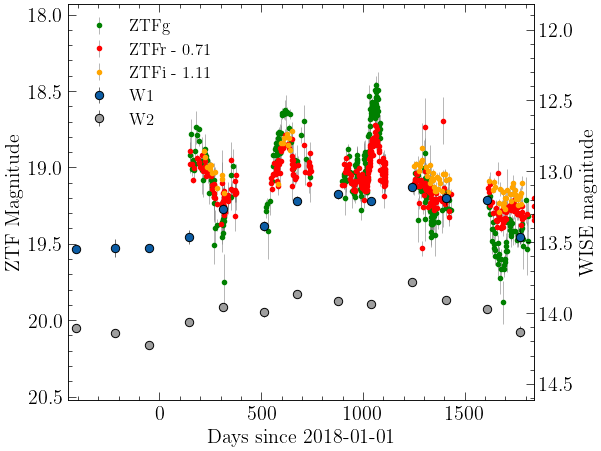 ZTFg
ZTFr - 0.71
ZTFi - 1.11
W1
W2
18.0
18.5
19.0
19.5
20.0
20.5
ZTF Magnitude
12.0
12.5
13.0
13.5
14.0
14.5
WISE magnitude
0
500
1000
1500
Days since 2018-01-01